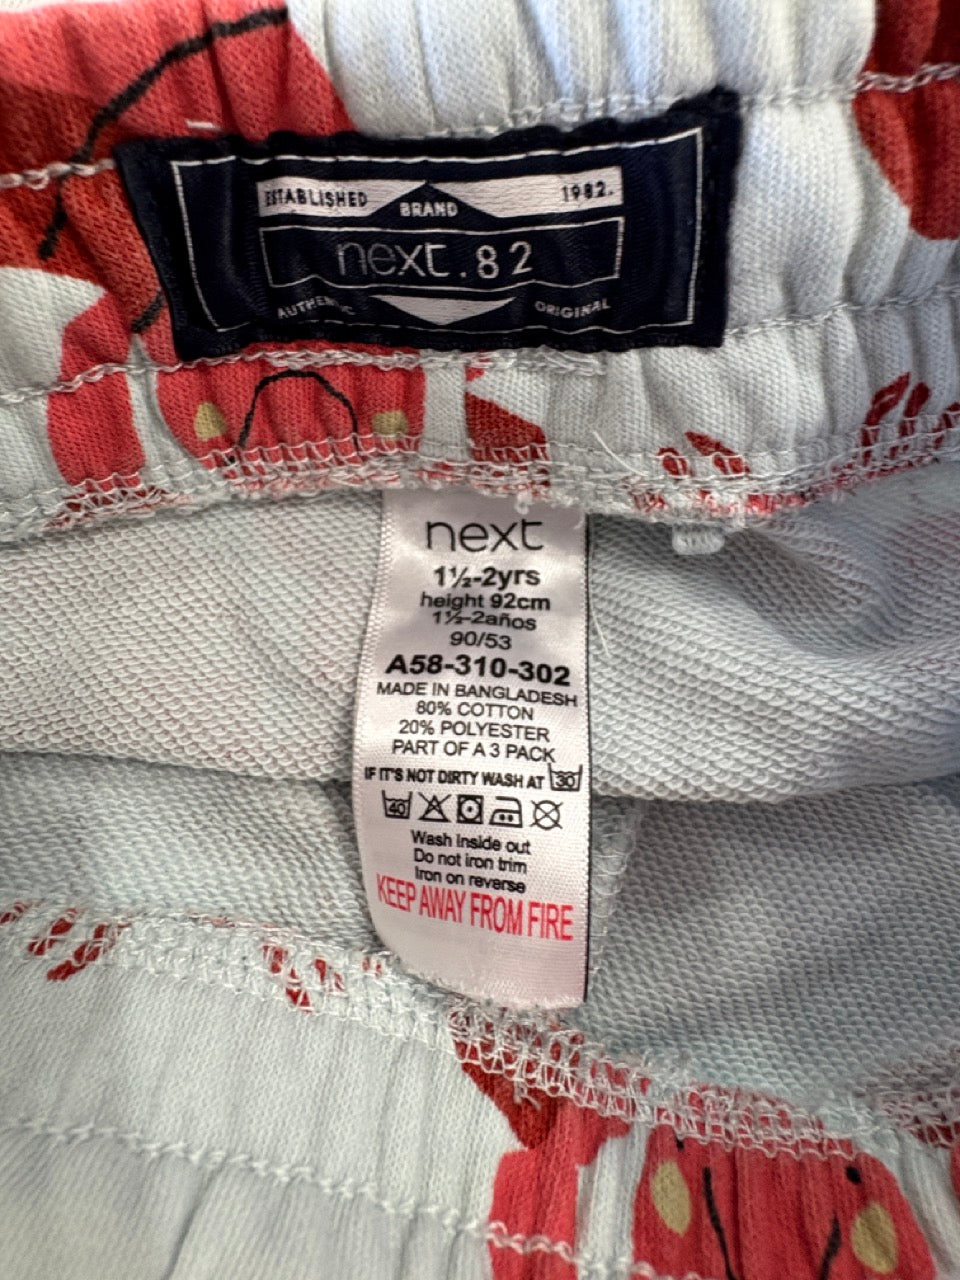 ESTABLISHED 1982.
BRAND
next.82
AUTHENTIC ORIGINAL
next
1½-2yrs
height 92cm
1½-2años
90/53
A58-310-302
MADE IN BANGLADESH
80% COTTON
20% POLYESTER
PART OF A 3 PACK
IF IT'S NOT DIRTY WASH AT 30
40
Wash inside out
Do not iron trim
Iron on reverse
KEEP AWAY FROM FIRE